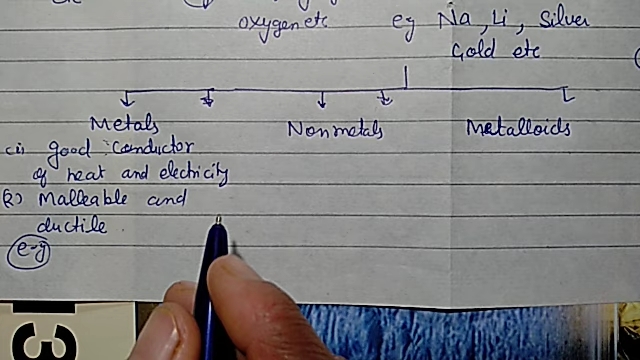 oxygen etc
eg Na, Li, Silver
Gold etc
Metals
Nonmetals
Metalloids
(1) good conductor
of heat and electricity
(2) Malleable and
ductile.
e-g